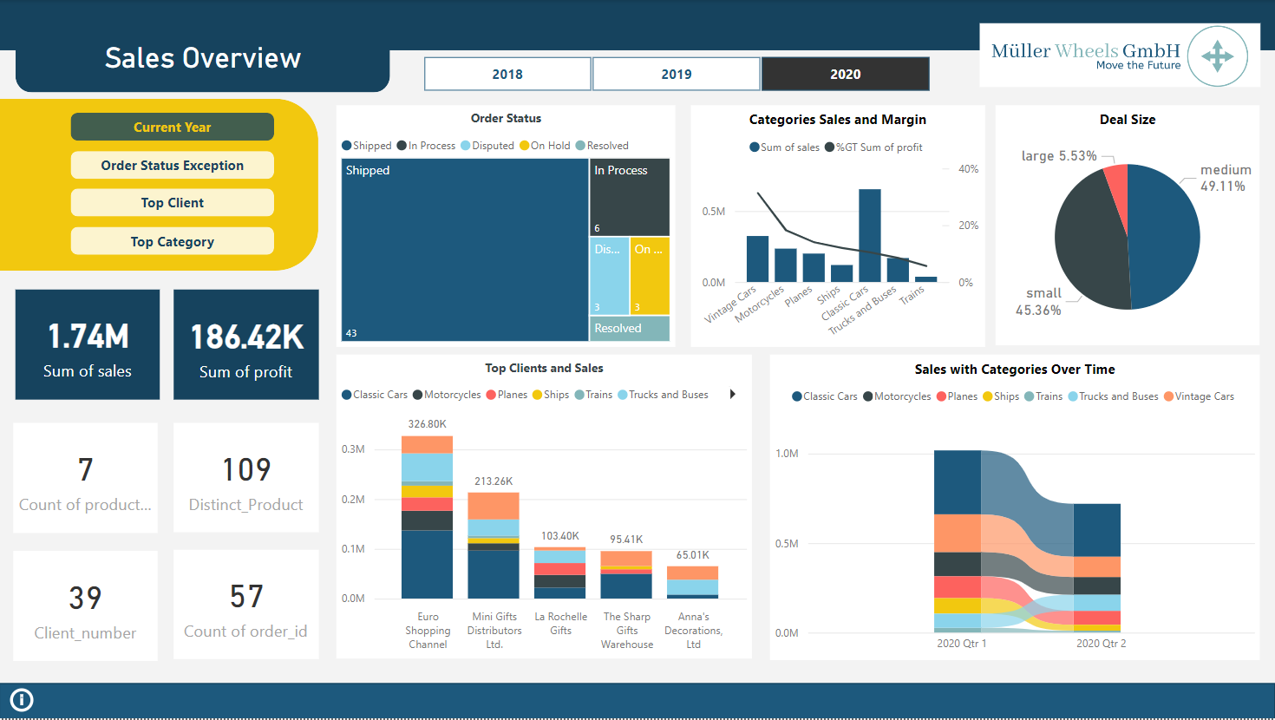 Sales Overview
2018
2019
2020
Müller Wheels GmbH
Move the Future
Current Year
Order Status Exception
Top Client
Top Category
1.74M
Sum of sales
186.42K
Sum of profit
7
Count of product...
109
Distinct_Product
39
Client_number
57
Count of order_id
Order Status
Shipped In Process Disputed On Hold Resolved
Shipped
43
In Process
6
Dis...
3
On ...
3
Resolved
Categories Sales and Margin
Sum of sales %GT Sum of profit
0.5M
0.0M
40%
20%
0%
Vintage Cars
Motorcycles
Planes
Ships
Classic Cars
Trucks and Buses
Trains
Deal Size
large 5.53%
medium
49.11%
small
45.36%
Top Clients and Sales
Classic Cars Motorcycles Planes Ships Trains Trucks and Buses
0.3M
0.2M
0.1M
0.0M
326.80K
213.26K
103.40K
95.41K
65.01K
Euro
Shopping
Channel
Mini Gifts
Distributors
Ltd.
La Rochelle
Gifts
The Sharp
Gifts
Warehouse
Anna's
Decorations,
Ltd
Sales with Categories Over Time
Classic Cars Motorcycles Planes Ships Trains Trucks and Buses Vintage Cars
1.0M
0.5M
0.0M
2020 Qtr 1
2020 Qtr 2